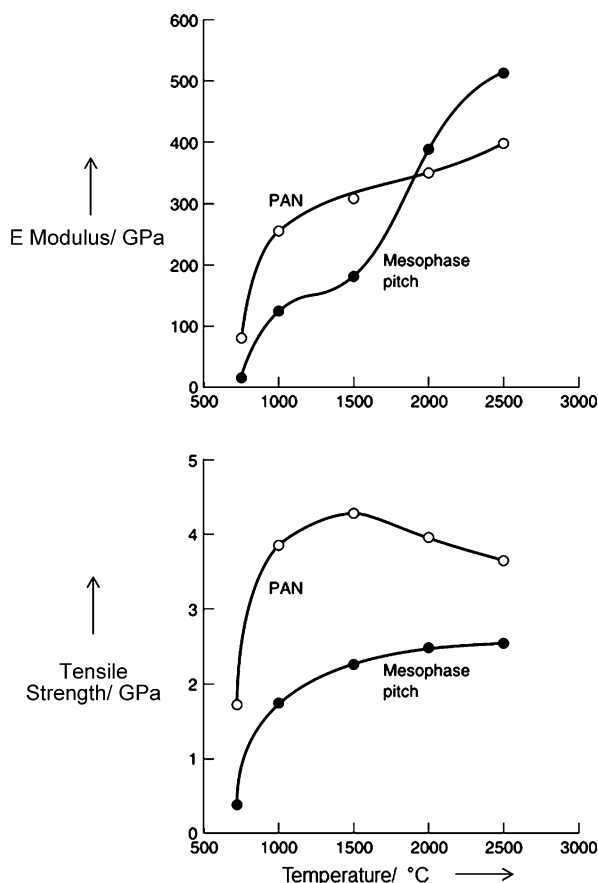 600
500
400
300
200
100
0
E Modulus/ GPa
PAN
Mesophase
pitch
500 1000 1500 2000 2500 3000
5
4
3
2
1
0
Tensile
Strength/ GPa
PAN
Mesophase
pitch
500 1000 1500 2000 2500 3000
Temperature/ °C